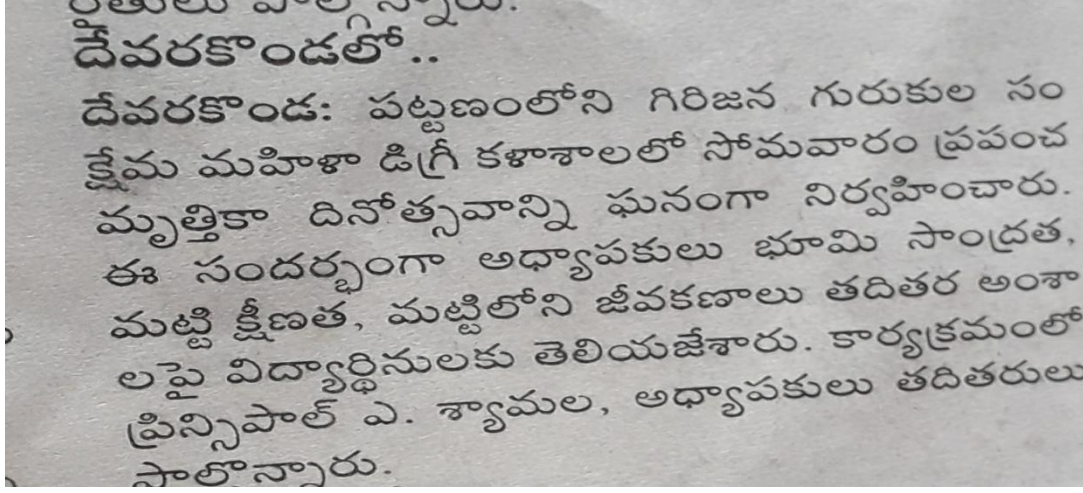 రైతులు పాల్గొన్నారు.
దేవరకొండలో..
దేవరకొండ: పట్టణంలోని గిరిజన గురుకుల సం
క్షేమ మహిళా డిగ్రీ కళాశాలలో సోమవారం ప్రపంచ
మృత్తికా దినోత్సవాన్ని ఘనంగా నిర్వహించారు.
ఈ సందర్భంగా అధ్యాపకులు భూమి సాంద్రత,
మట్టి క్షీణత, మట్టిలోని జీవకణాలు తదితర అంశా
లపై విద్యార్థినులకు తెలియజేశారు. కార్యక్రమంలో
ప్రిన్సిపాల్ ఎ. శ్యామల, అధ్యాపకులు తదితరులు
పాల్గొన్నారు.